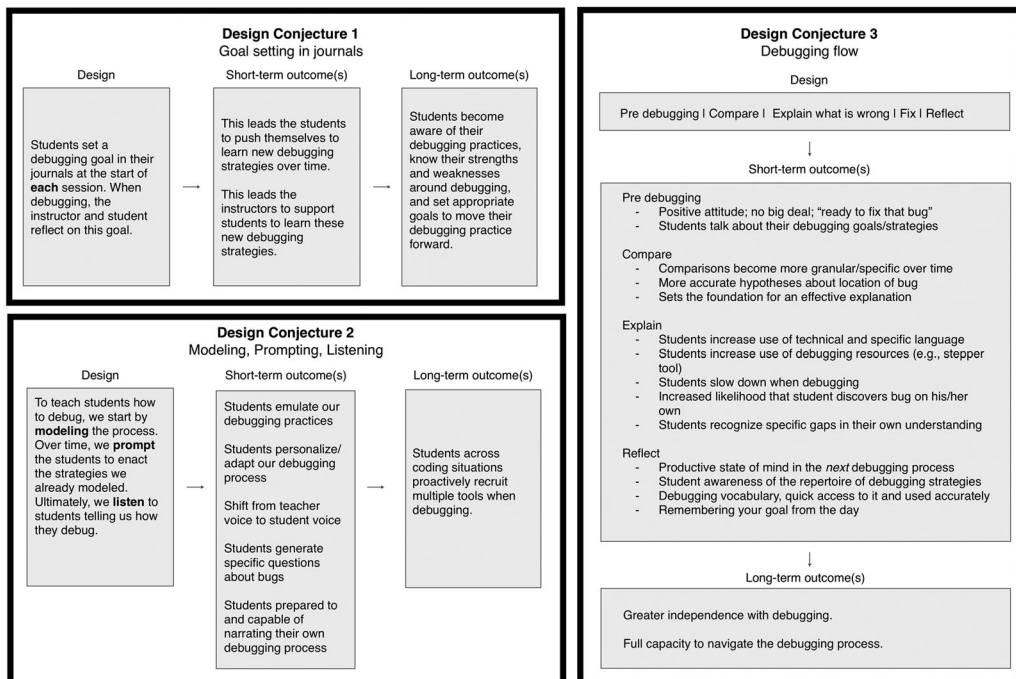 Design Conjecture 1
Goal setting in journals
Design
Students set a
debugging goal in their
journals at the start of
each session. When
debugging, the
instructor and student
reflect on this goal.
Short-term outcome(s)
This leads the students
to push themselves to
learn new debugging
strategies over time.
This leads the
instructors to support
students to learn these
new debugging
strategies.
Long-term outcome(s)
Students become
aware of their
debugging practices,
know their strengths
and weaknesses
around debugging,
and set appropriate
goals to move their
debugging practice
forward.
Design Conjecture 2
Modeling, Prompting, Listening
Design
To teach students how
to debug, we start by
modeling the process.
Over time, we prompt
the students to enact
the strategies we
already modeled.
Ultimately, we listen to
students telling us how
they debug.
Short-term outcome(s)
Students emulate our
debugging practices
Students personalize/
adapt our debugging
process
Shift from teacher
voice to student voice
Students generate
specific questions
about bugs
Students prepared to
and capable of
narrating their own
debugging process
Long-term outcome(s)
Students across
coding situations
proactively recruit
multiple tools when
debugging.
Design Conjecture 3
Debugging flow
Design
Pre debugging | Compare | Explain what is wrong | Fix | Reflect
Short-term outcome(s)
Pre debugging
- Positive attitude; no big deal; “ready to fix that bug”
- Students talk about their debugging goals/strategies
Compare
- Comparisons become more granular/specific over time
- More accurate hypotheses about location of bug
- Sets the foundation for an effective explanation
Explain
- Students increase use of technical and specific language
- Students increase use of debugging resources (e.g., stepper
tool)
- Students slow down when debugging
- Increased likelihood that student discovers bug on his/her
own
- Students recognize specific gaps in their own understanding
Reflect
- Productive state of mind in the next debugging process
- Student awareness of the repertoire of debugging strategies
- Debugging vocabulary, quick access to it and used accurately
- Remembering your goal from the day
Long-term outcome(s)
Greater independence with debugging.
Full capacity to navigate the debugging process.